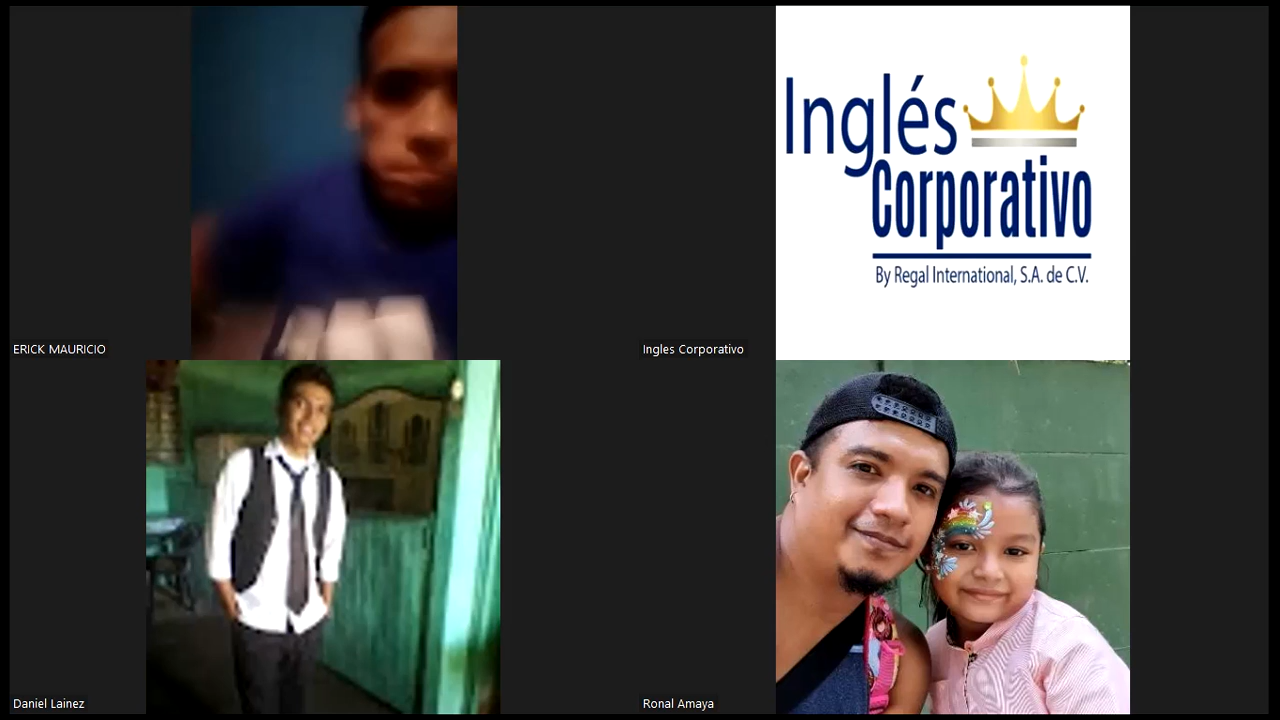 ERICK MAURICIO
Inglés
Corporativo
By Regal International, S.A. de C.V.
Ingles Corporativo
Daniel Lainez
Ronal Amaya